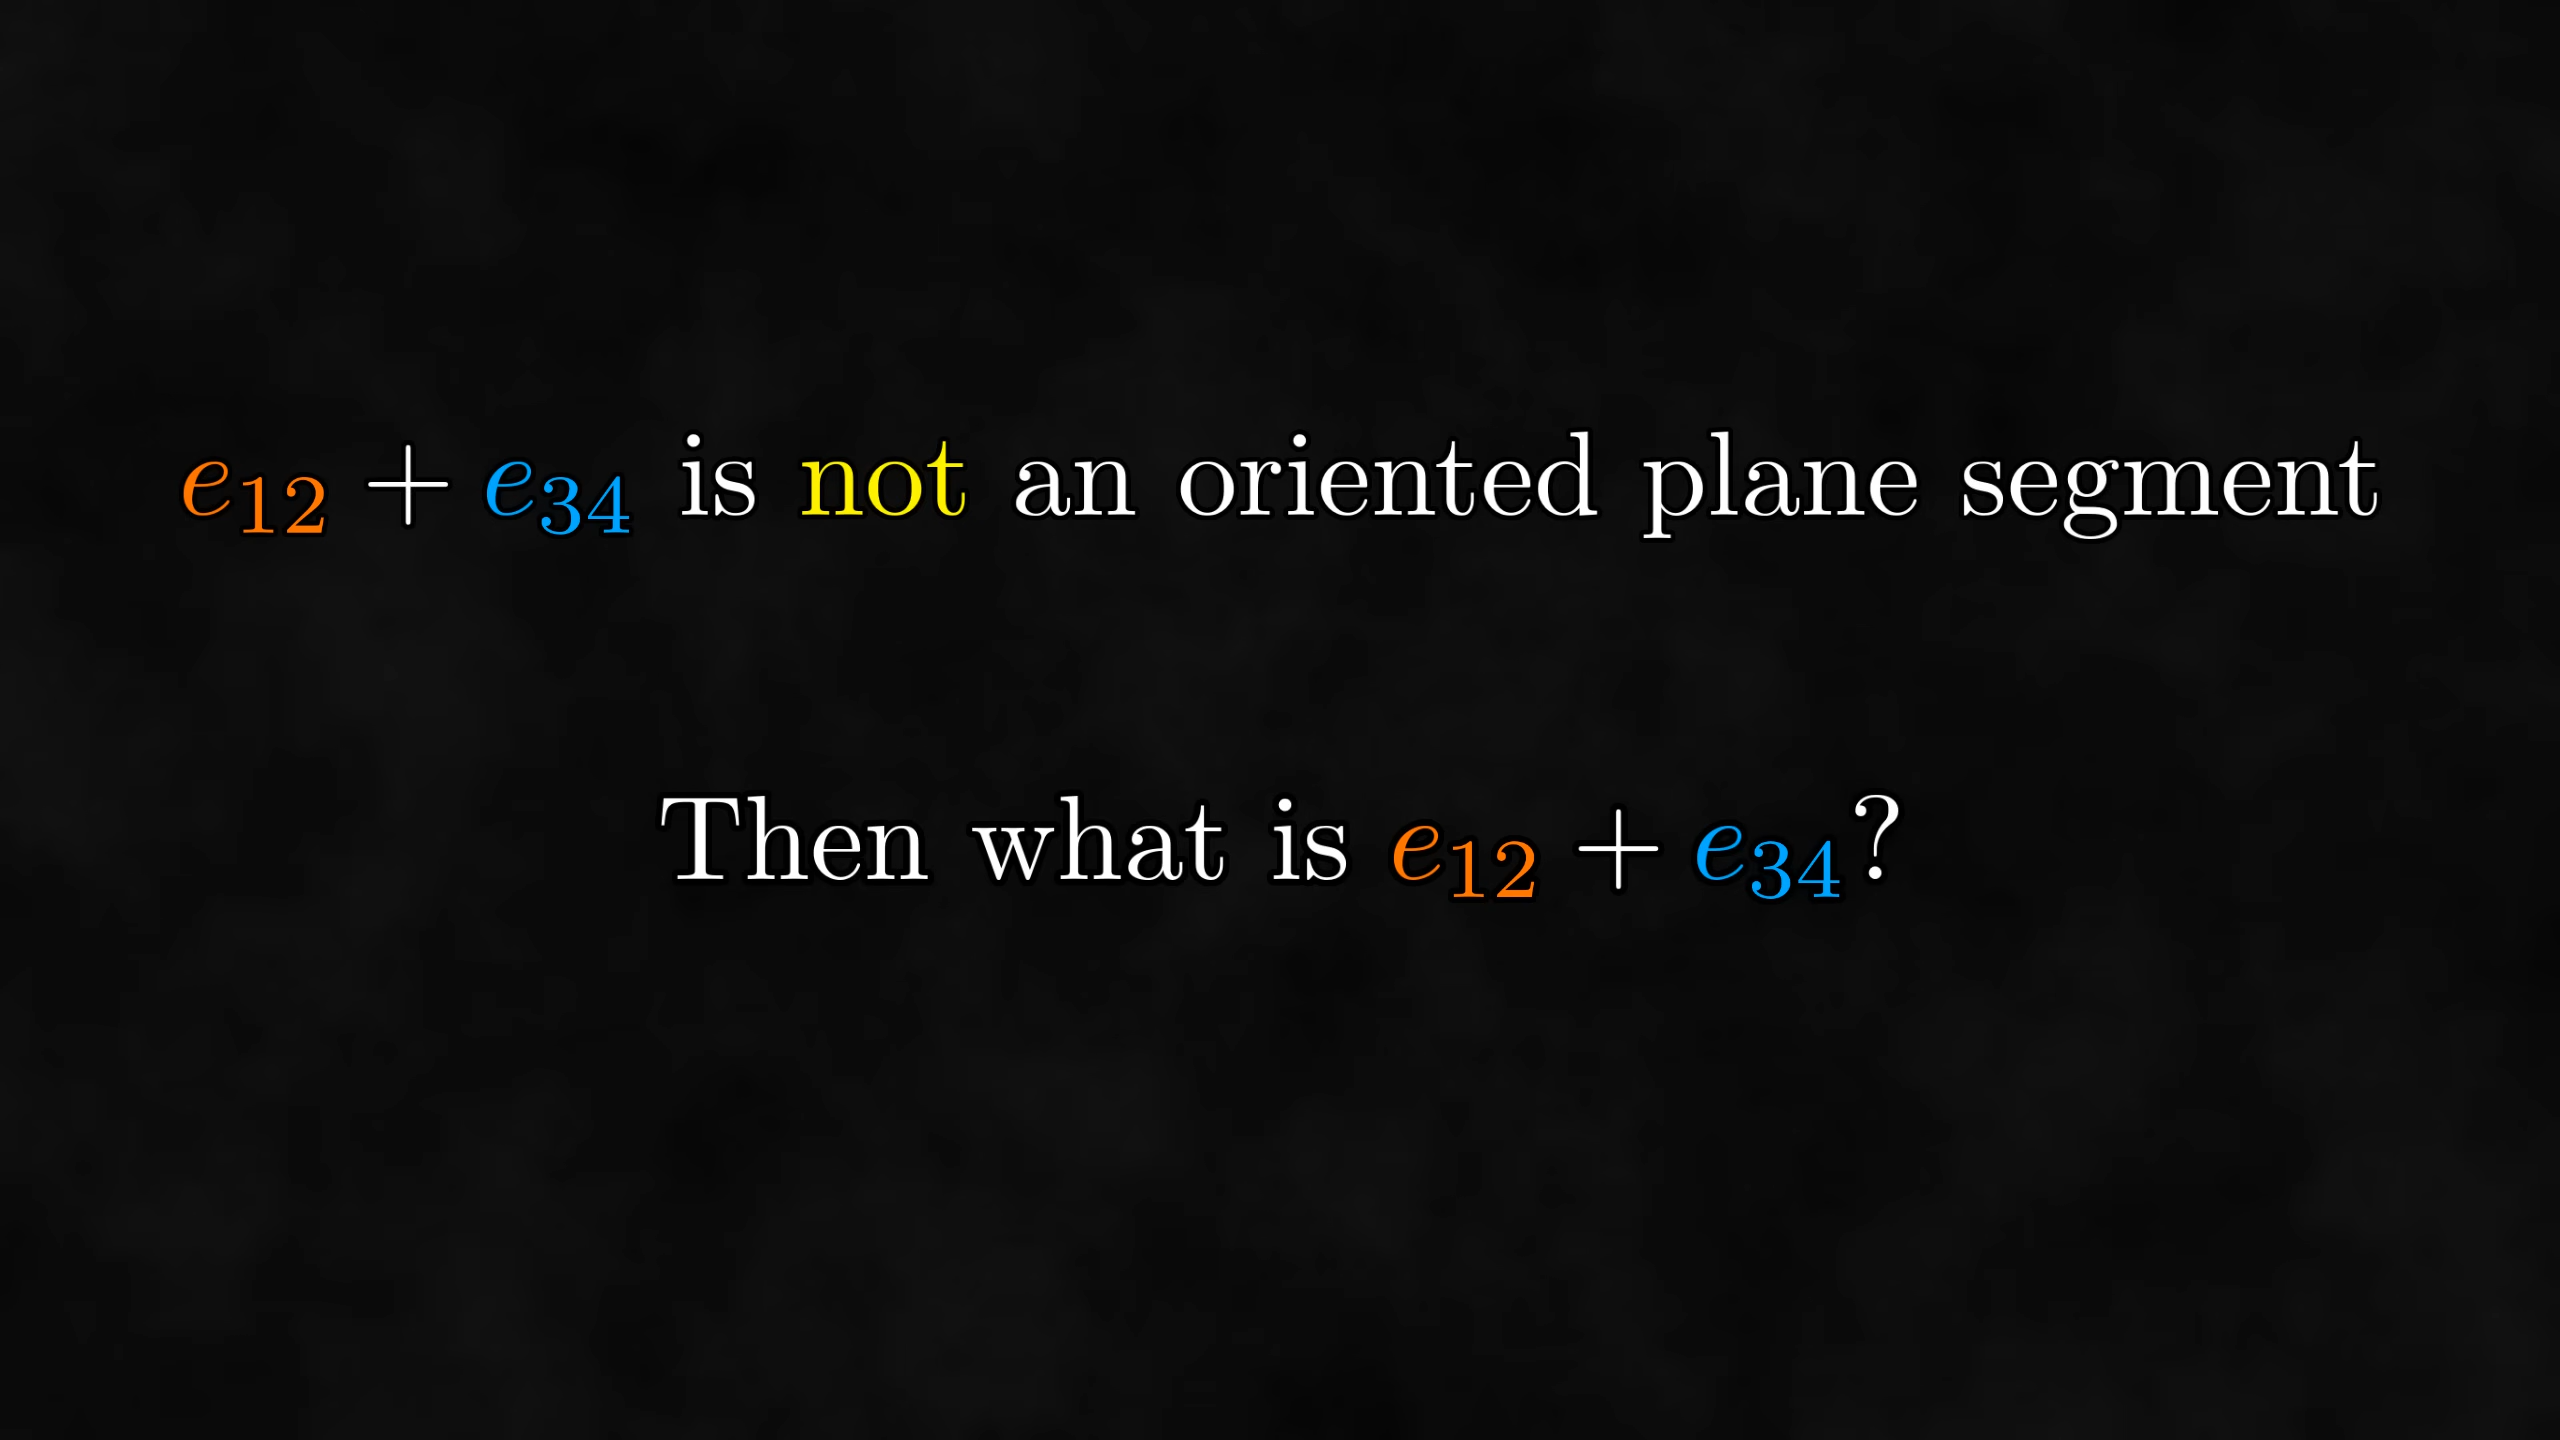 e₁₂ + e₃₄ is not an oriented plane segment
Then what is e₁₂ + e₃₄?